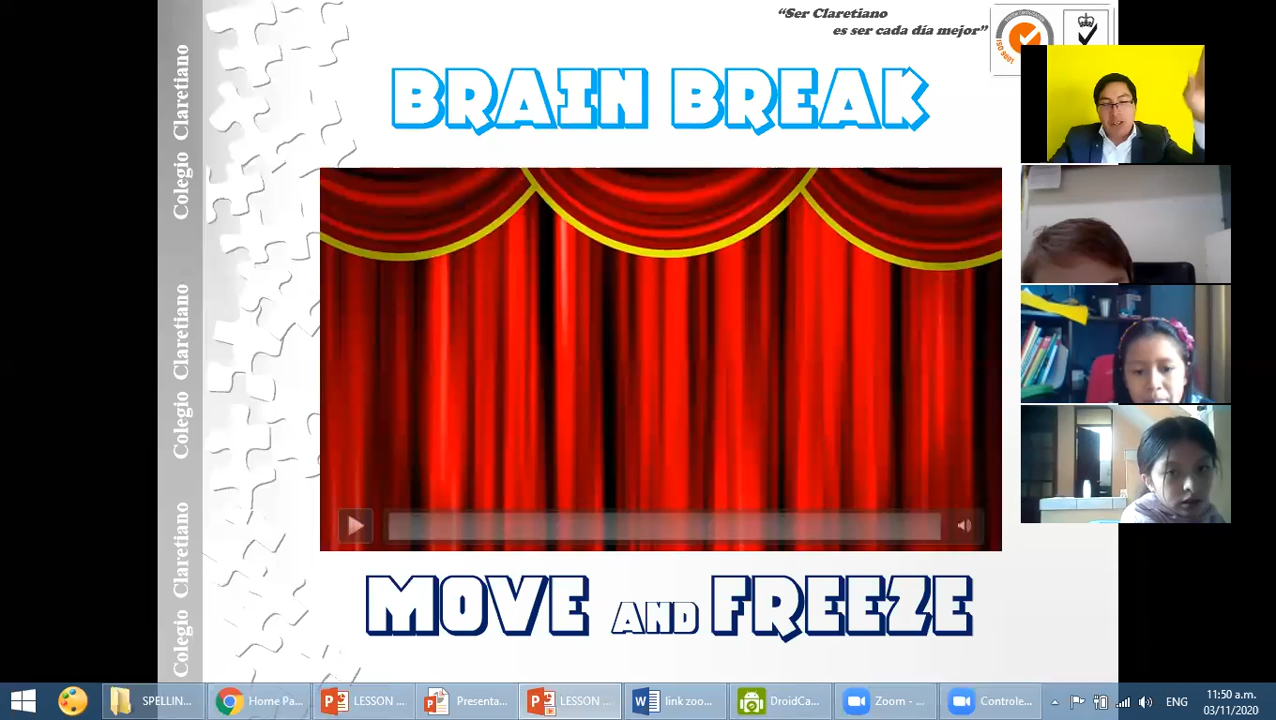 “Ser Claretiano
es ser cada día mejor”
BRAIN BREAK
Colegio Claretiano
Colegio Claretiano
Colegio Claretiano
MOVE AND FREEZE
SPELLIN...
Home Pa...
LESSON ...
Presenta...
LESSON ...
link zoo...
DroidCa...
Zoom - ...
Controle...
ENG
11:50 a.m.
03/11/2020